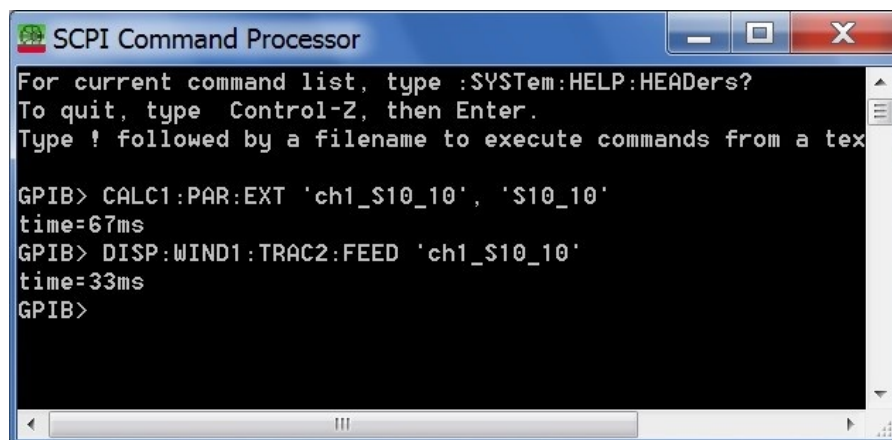 SCPI Command Processor
For current command list, type :SYSTem:HELP:HEADers?
To quit, type  Control-Z, then Enter.
Type ! followed by a filename to execute commands from a tex
GPIB> CALC1:PAR:EXT 'ch1_S10_10', 'S10_10'
time=67ms
GPIB> DISP:WIND1:TRAC2:FEED 'ch1_S10_10'
time=33ms
GPIB>